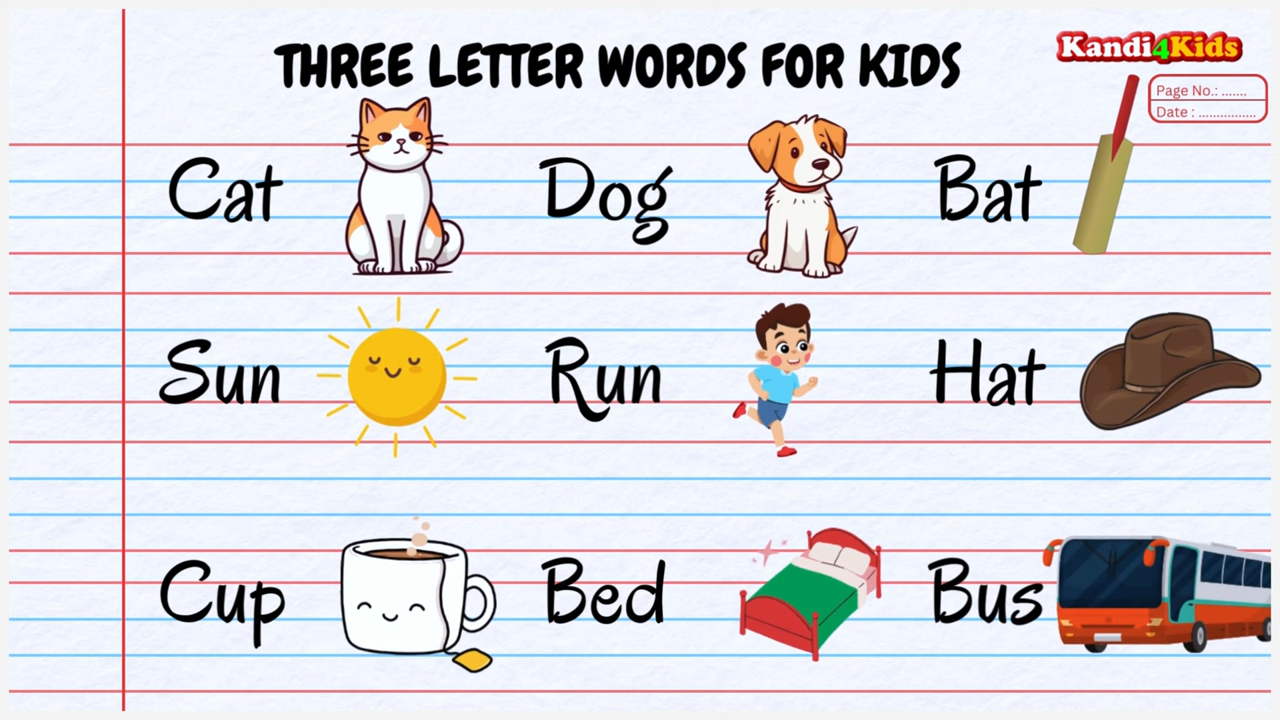 THREE LETTER WORDS FOR KIDS
Kandi4Kids
Page No.: .......
Date : ................
Cat
Dog
Bat
Sun
Run
Hat
Cup
Bed
Bus